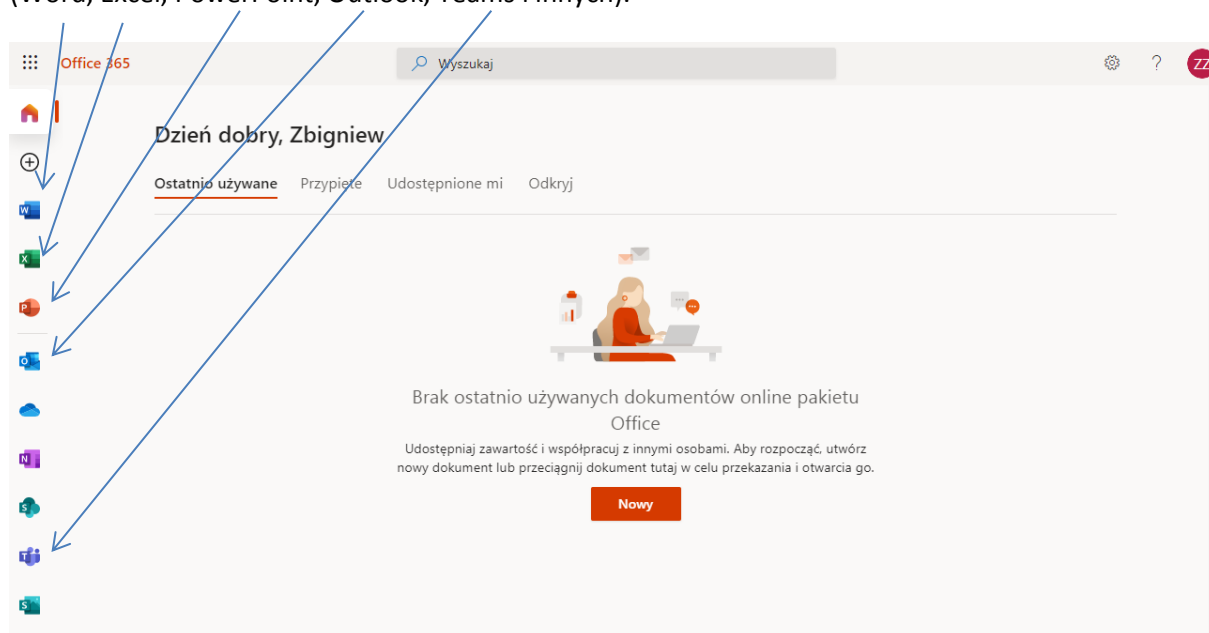 (Word, Excel, PowerPoint, Outlook, Teams i innych).
Office 365
Wyszukaj
?
ZZ
Dzień dobry, Zbigniew
Ostatnio używane Przypięte Udostępnione mi Odkryj
W
X
P
O
N
S
T
S
Brak ostatnio używanych dokumentów online pakietu
Office
Udostępniaj zawartość i współpracuj z innymi osobami. Aby rozpocząć, utwórz
nowy dokument lub przeciągnij dokument tutaj w celu przekazania i otwarcia go.
Nowy